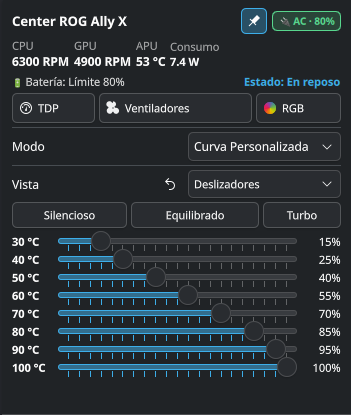 Center ROG Ally X
AC · 80%
CPU GPU APU Consumo
6300 RPM 4900 RPM 53 °C 7.4 W
Batería: Límite 80% Estado: En reposo
TDP Ventiladores RGB
Modo Curva Personalizada
Vista Deslizadores
Silencioso Equilibrado Turbo
30 °C 15%
40 °C 25%
50 °C 40%
60 °C 55%
70 °C 70%
80 °C 85%
90 °C 95%
100 °C 100%